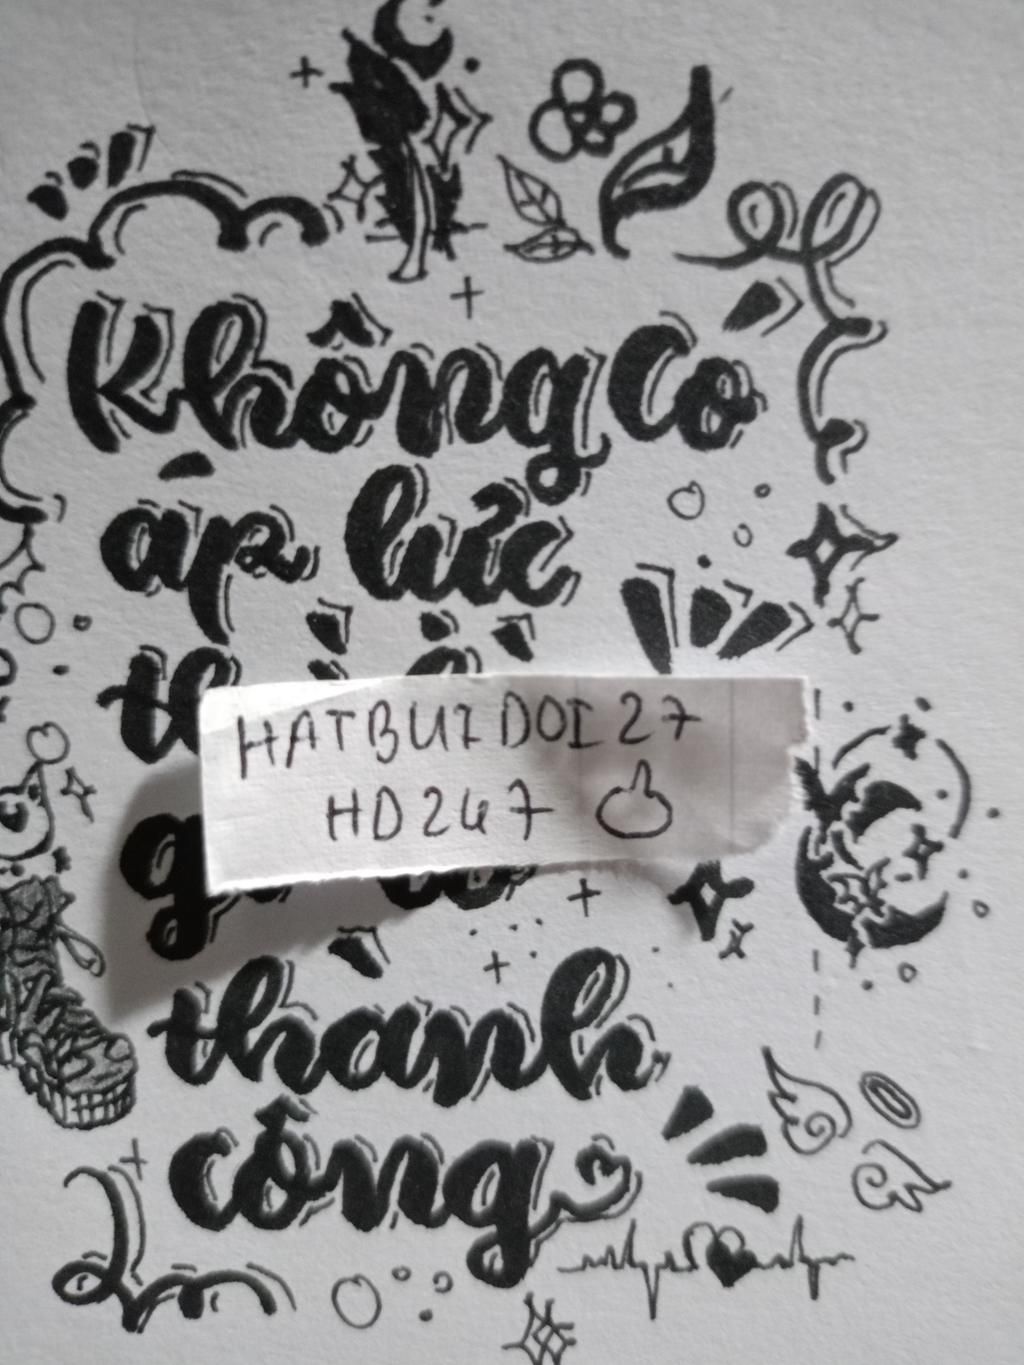 Không Có
áp lực
HATBUIDOI27
HD247
thành
công